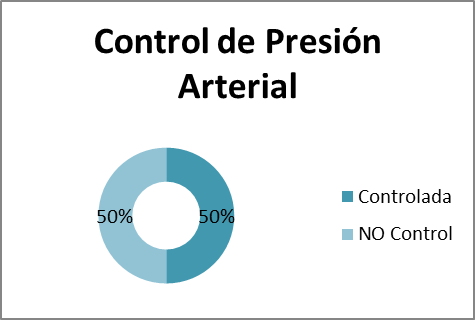 Control de Presión
Arterial
50%
50%
Controlada
NO Control